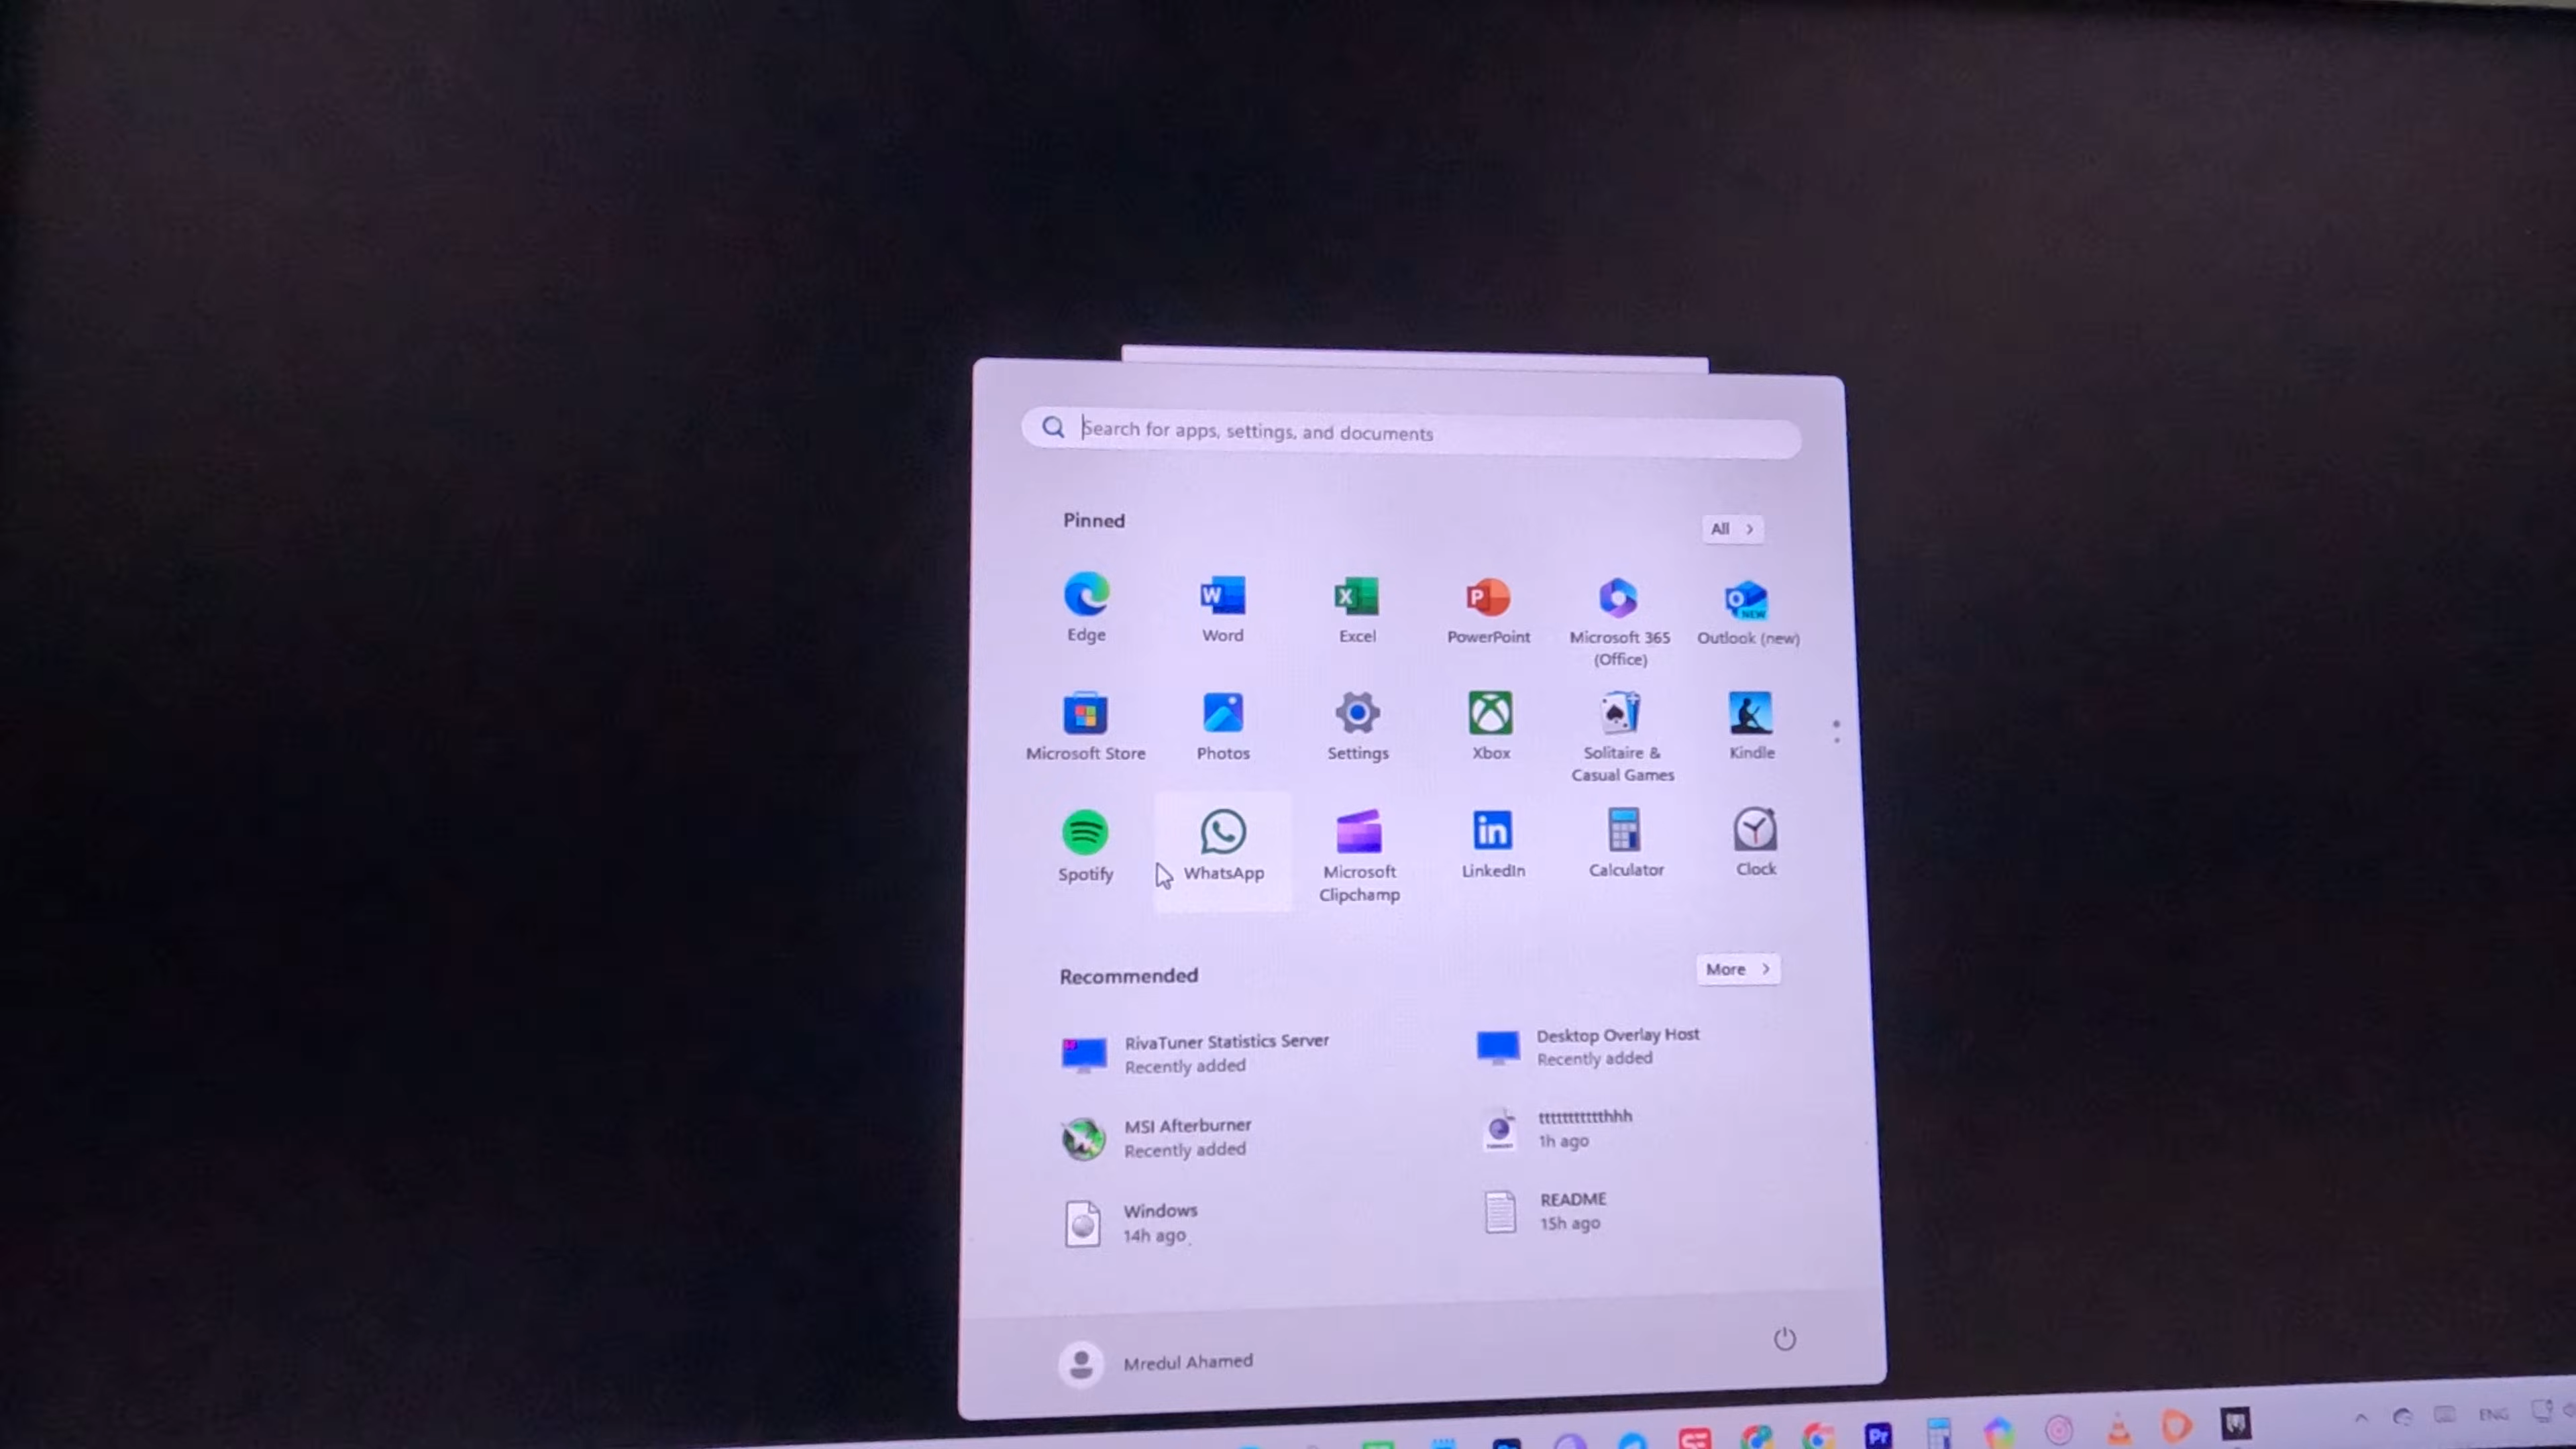 Search for apps, settings, and documents
Pinned
All >
Edge
Word
Excel
PowerPoint
Microsoft 365
(Office)
Outlook (new)
Microsoft Store
Photos
Settings
Xbox
Solitaire &
Casual Games
Kindle
Spotify
WhatsApp
Microsoft
Clipchamp
LinkedIn
Calculator
Clock
Recommended
More >
RivaTuner Statistics Server
Recently added
Desktop Overlay Host
Recently added
MSI Afterburner
Recently added
1h ago
Windows
14h ago
README
15h ago
Mredul Ahamed
Pr
ENG